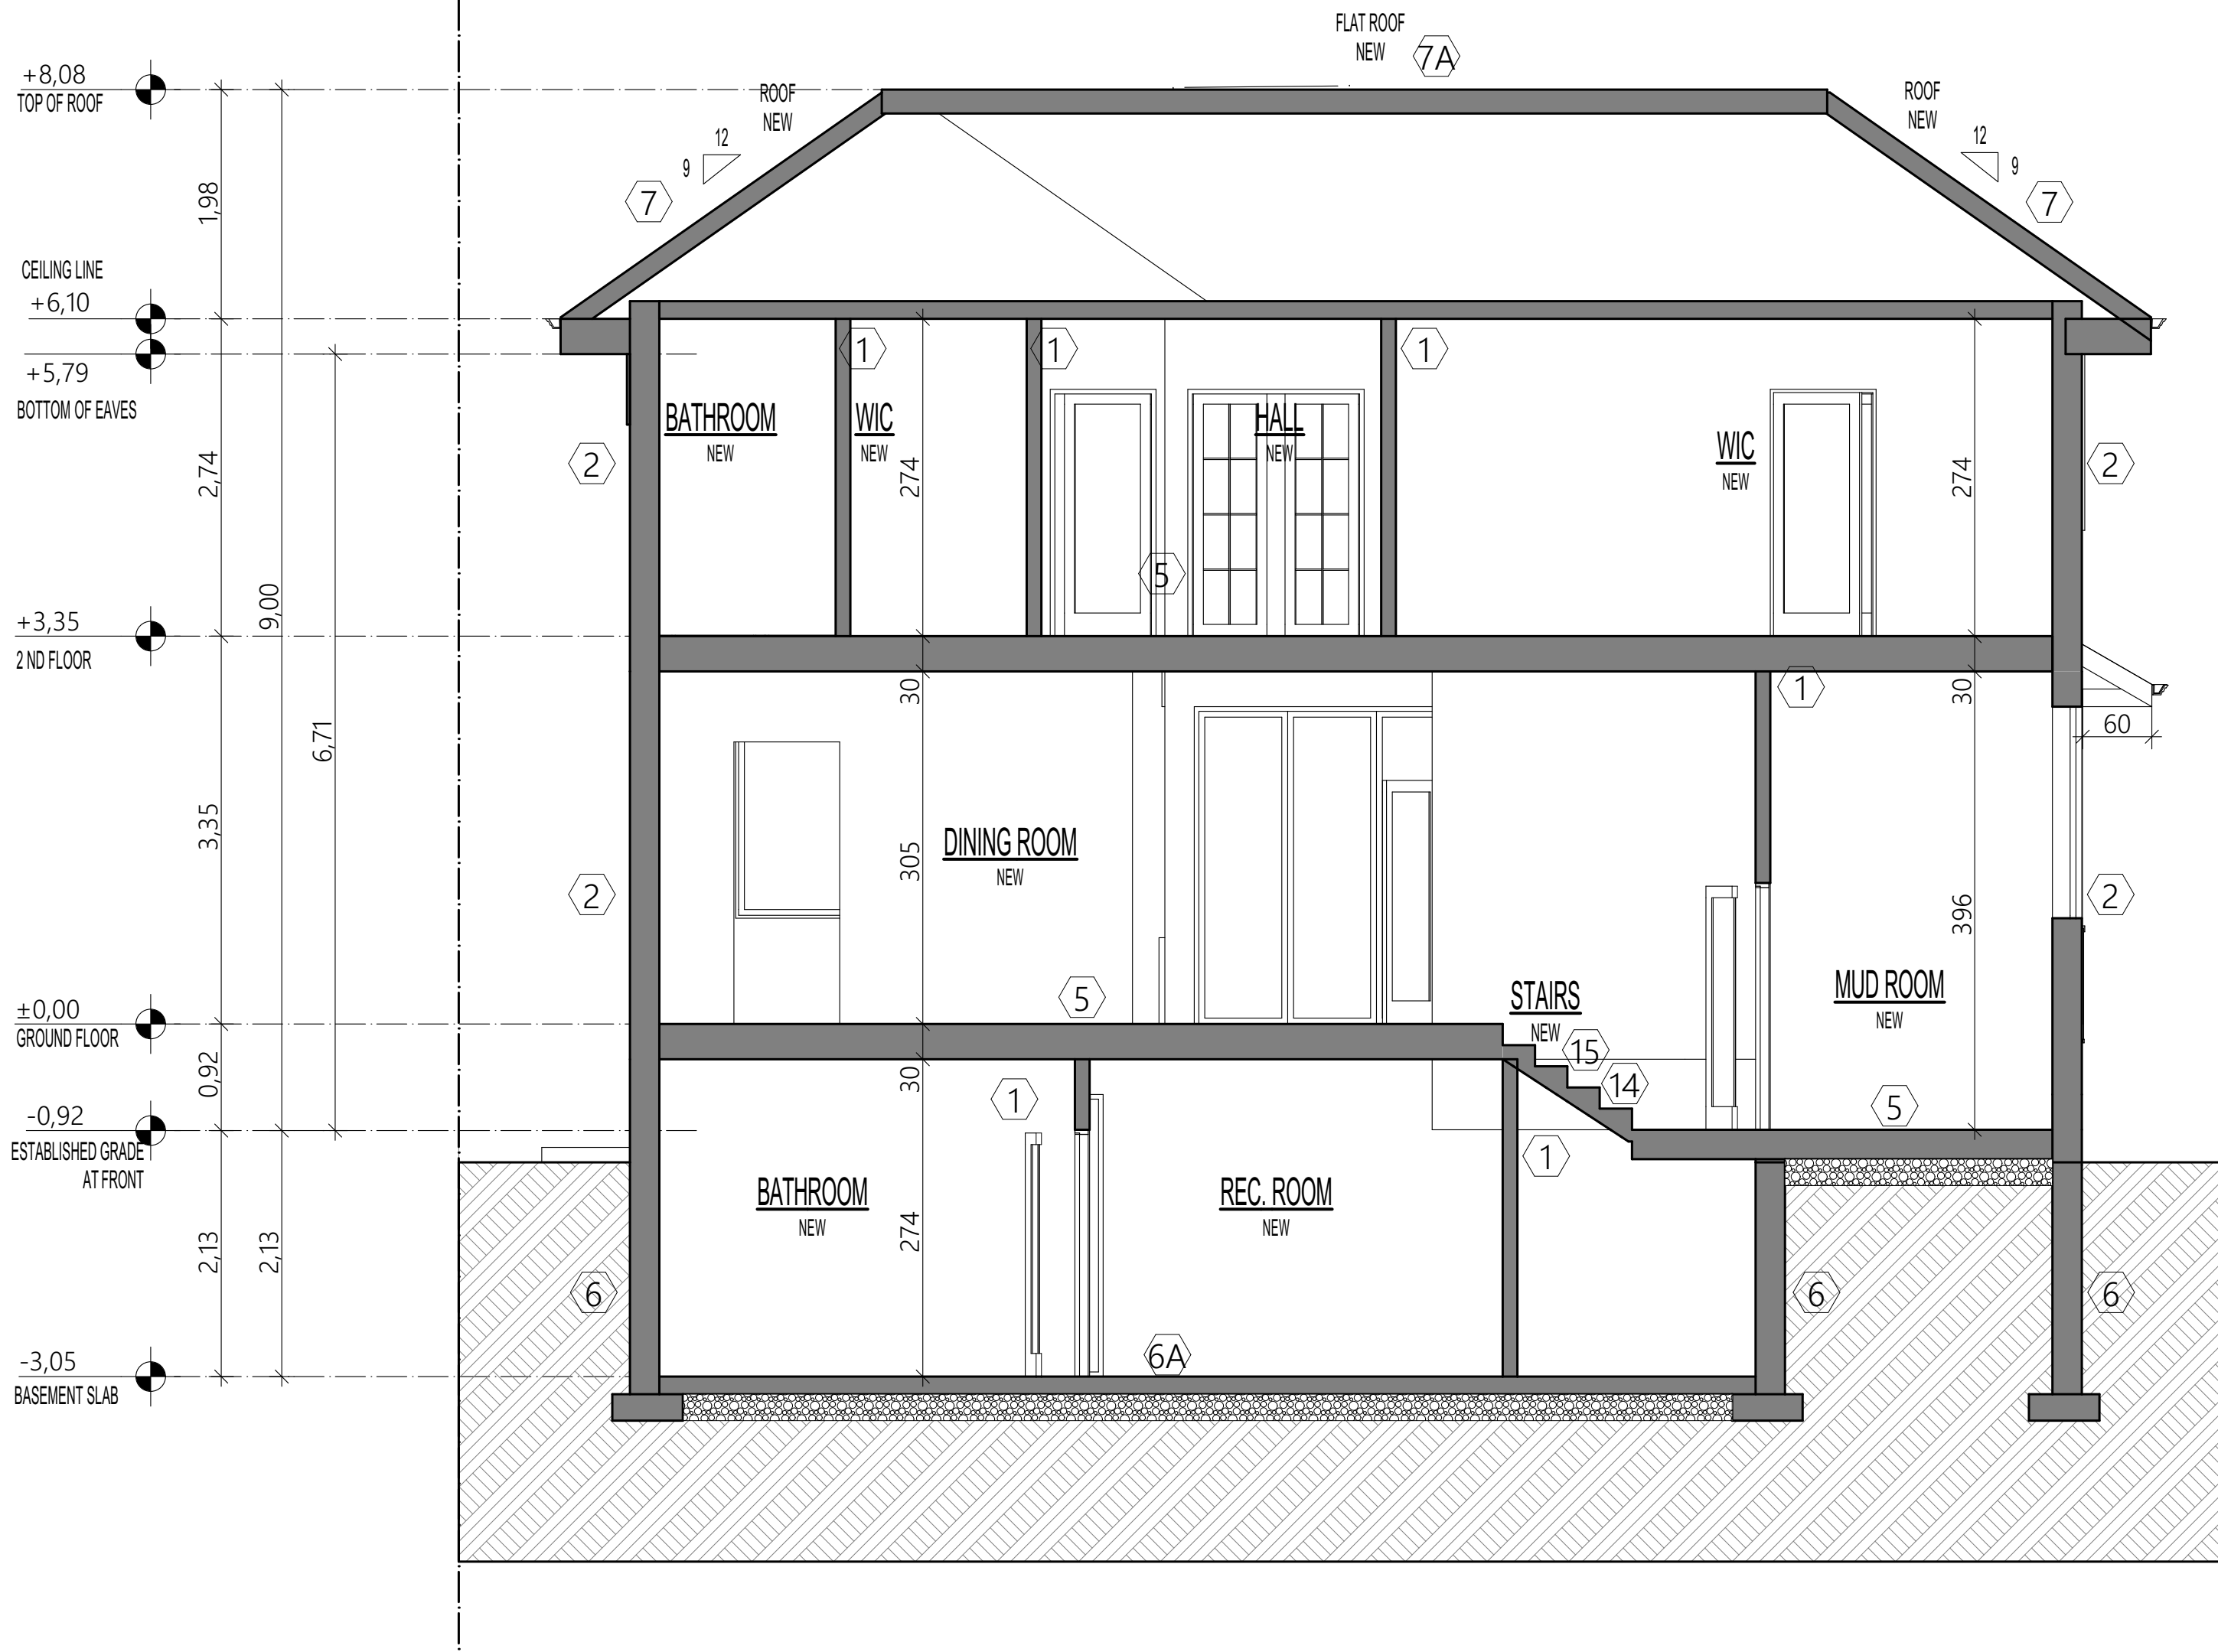 FLAT ROOF
NEW
7A
+8,08
TOP OF ROOF
ROOF
NEW
ROOF
NEW
12
9
12
9
7
7
1,98
CEILING LINE
+6,10
+5,79
BOTTOM OF EAVES
1
1
1
BATHROOM
NEW
WIC
NEW
HALL
NEW
WIC
NEW
2
2
2,74
274
274
5
9,00
+3,35
2 ND FLOOR
30
1
30
6,71
60
3,35
305
DINING ROOM
NEW
2
2
396
5
STAIRS
NEW
MUD ROOM
NEW
±0,00
GROUND FLOOR
15
14
0,92
30
1
5
-0,92
ESTABLISHED GRADE
AT FRONT
1
BATHROOM
NEW
REC. ROOM
NEW
2,13
2,13
274
6
6
6
6A
-3,05
BASEMENT SLAB